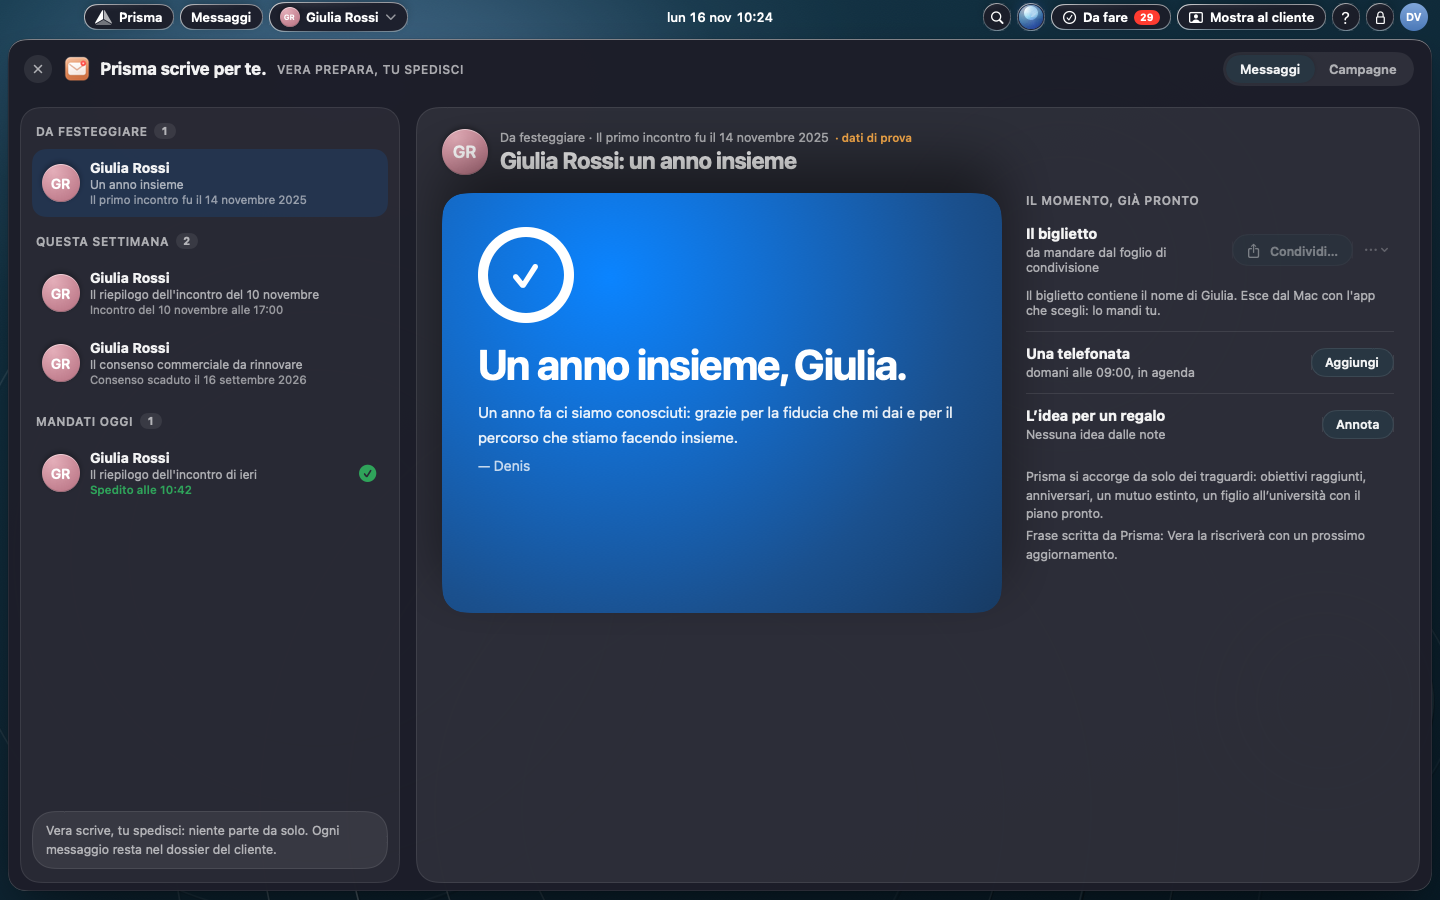 Prisma
Messaggi
GR Giulia Rossi
lun 16 nov 10:24
Da fare 29
Mostra al cliente
?
DV
Prisma scrive per te. VERA PREPARA, TU SPEDISCI
Messaggi
Campagne
DA FESTEGGIARE 1
GR
Giulia Rossi
Un anno insieme
Il primo incontro fu il 14 novembre 2025
QUESTA SETTIMANA 2
GR
Giulia Rossi
Il riepilogo dell'incontro del 10 novembre
Incontro del 10 novembre alle 17:00
GR
Giulia Rossi
Il consenso commerciale da rinnovare
Consenso scaduto il 16 settembre 2026
MANDATI OGGI 1
GR
Giulia Rossi
Il riepilogo dell'incontro di ieri
Spedito alle 10:42
Vera scrive, tu spedisci: niente parte da solo. Ogni
messaggio resta nel dossier del cliente.
GR
Da festeggiare · Il primo incontro fu il 14 novembre 2025 · dati di prova
Giulia Rossi: un anno insieme
Un anno insieme, Giulia.
Un anno fa ci siamo conosciuti: grazie per la fiducia che mi dai e per il
percorso che stiamo facendo insieme.
— Denis
IL MOMENTO, GIÀ PRONTO
Il biglietto
da mandare dal foglio di
condivisione
Condividi...
Il biglietto contiene il nome di Giulia. Esce dal Mac con l'app
che scegli: lo mandi tu.
Una telefonata
domani alle 09:00, in agenda
Aggiungi
L’idea per un regalo
Nessuna idea dalle note
Annota
Prisma si accorge da solo dei traguardi: obiettivi raggiunti,
anniversari, un mutuo estinto, un figlio all’università con il
piano pronto.
Frase scritta da Prisma: Vera la riscriverà con un prossimo
aggiornamento.